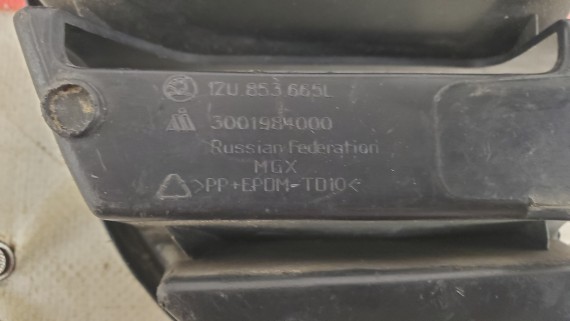 1ZU 853 665L
3001984000
Russian Federation
MGX
>PP+EPDM-TD10<